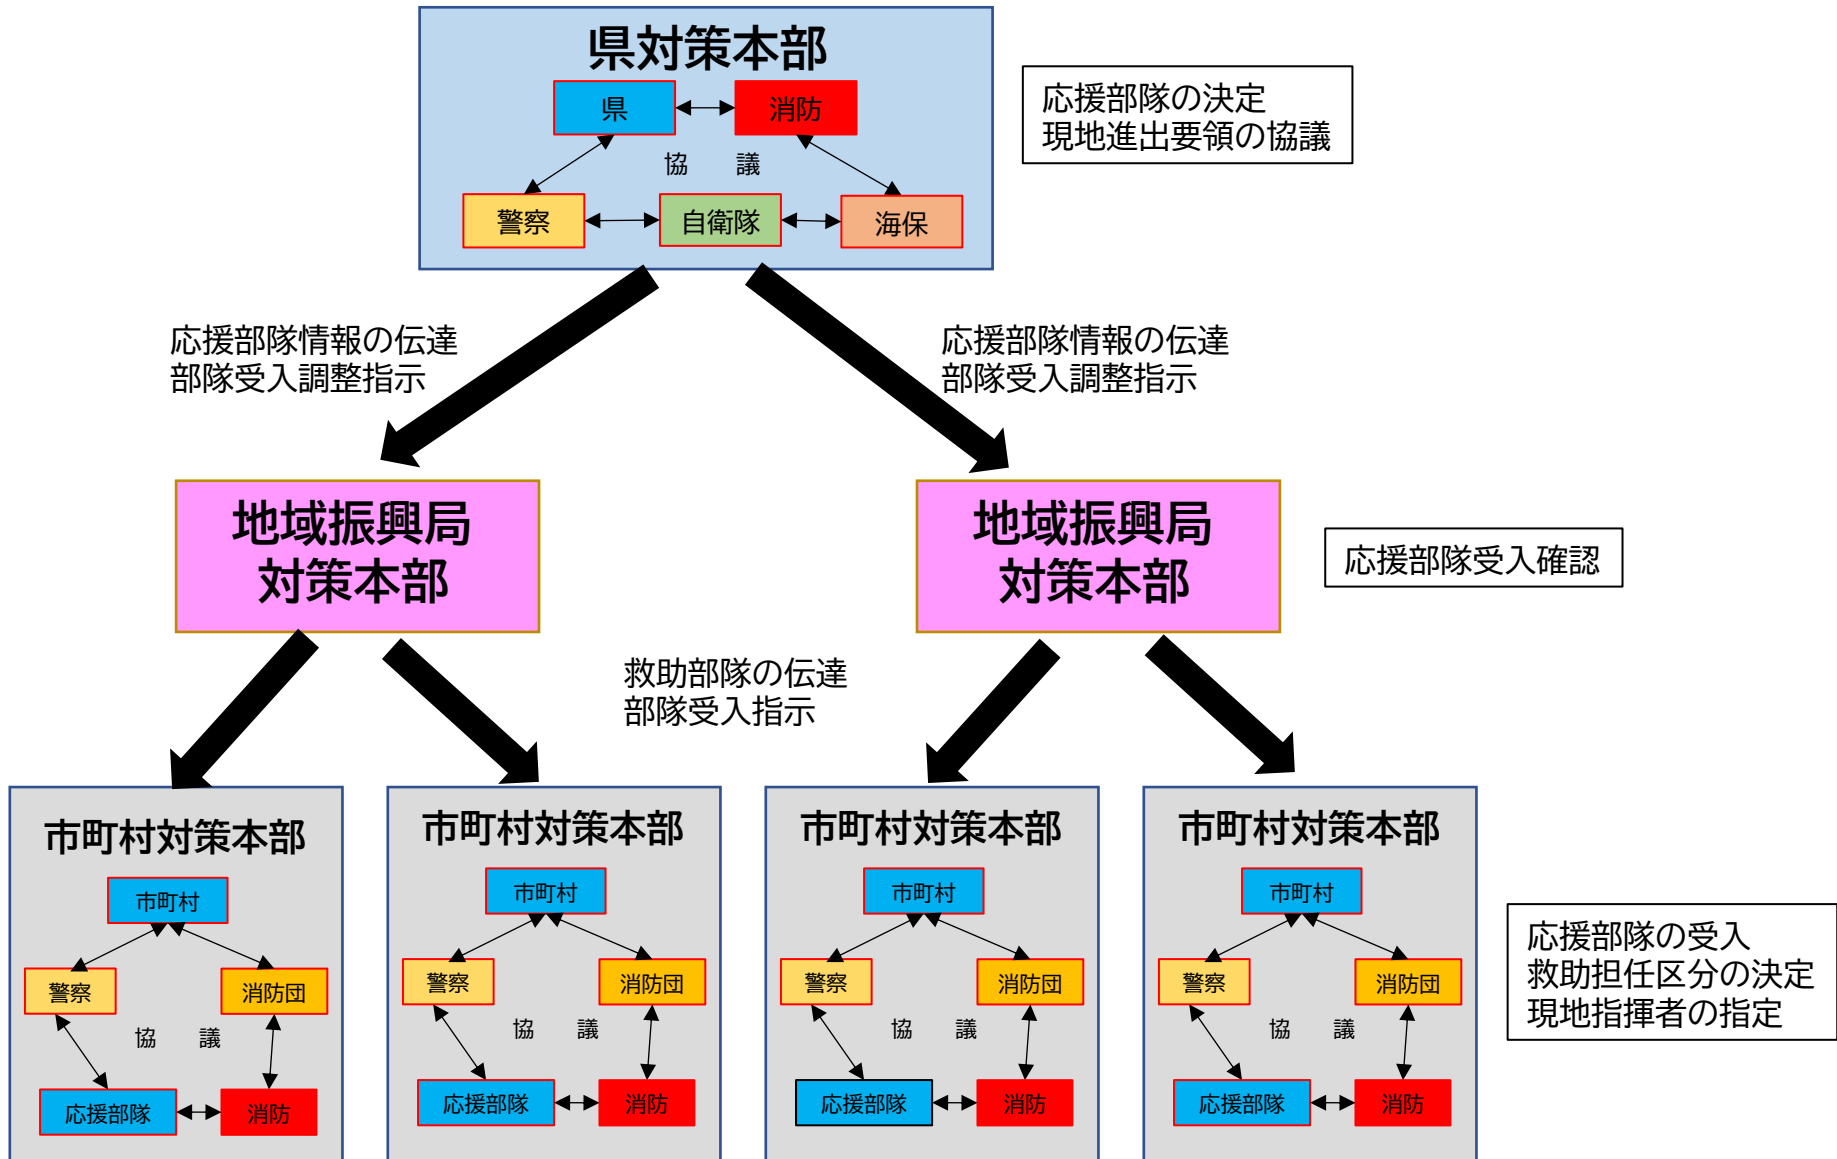 県対策本部
県
消防
協　議
警察
自衛隊
海保
応援部隊の決定
現地進出要領の協議
応援部隊情報の伝達
部隊受入調整指示
応援部隊情報の伝達
部隊受入調整指示
地域振興局
対策本部
地域振興局
対策本部
応援部隊受入確認
救助部隊の伝達
部隊受入指示
市町村対策本部
市町村
警察
消防団
協　議
応援部隊
消防
市町村対策本部
市町村
警察
消防団
協　議
応援部隊
消防
市町村対策本部
市町村
警察
消防団
協　議
応援部隊
消防
市町村対策本部
市町村
警察
消防団
協　議
応援部隊
消防
応援部隊の受入
救助担任区分の決定
現地指揮者の指定